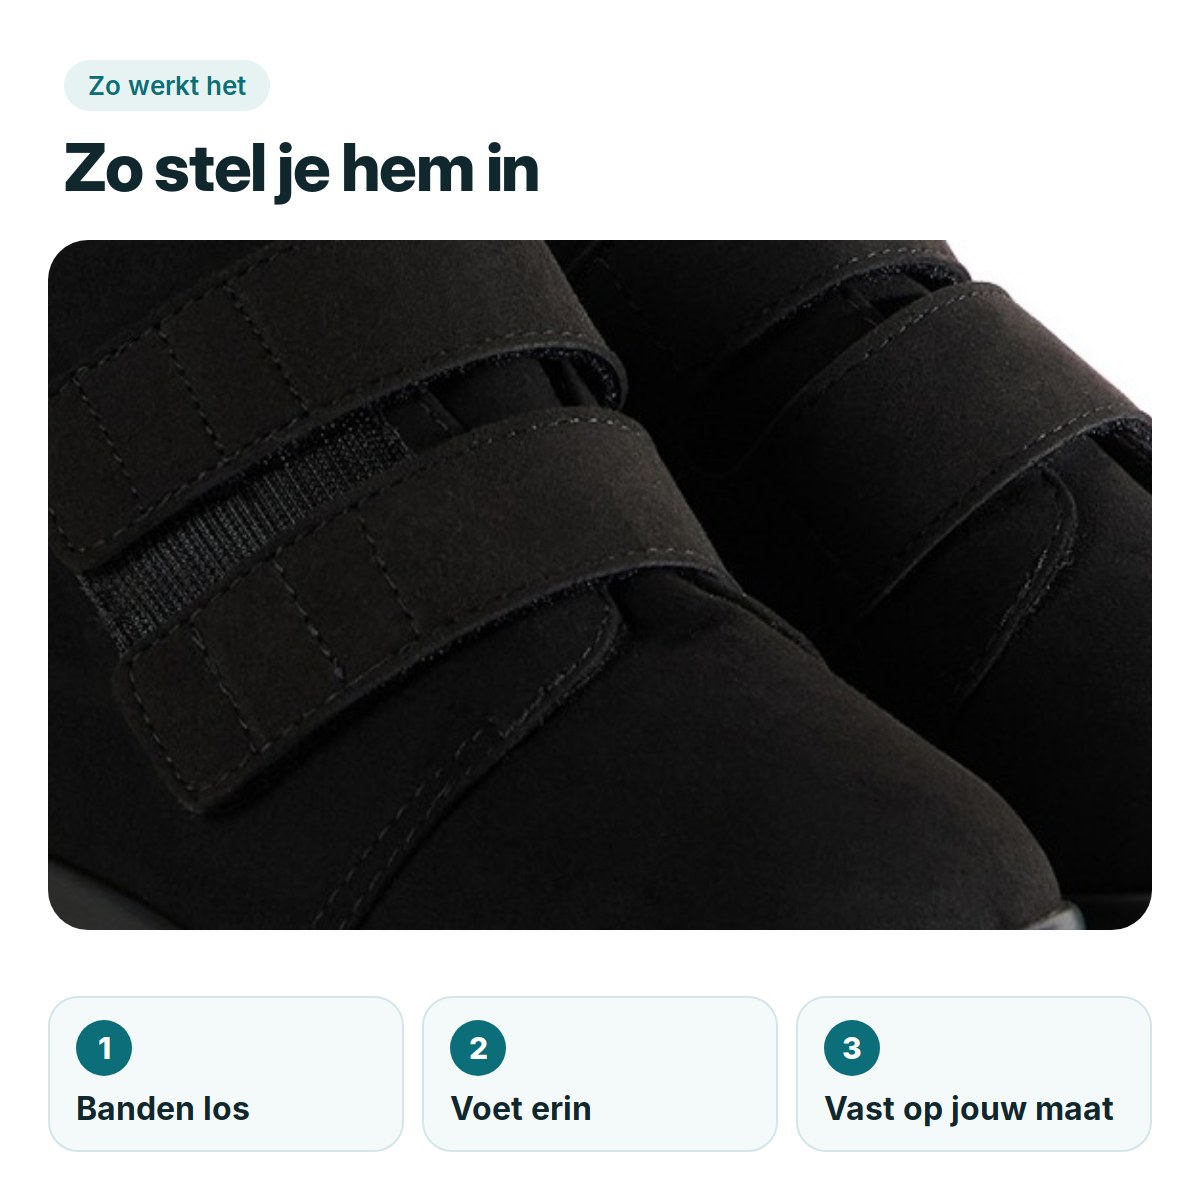 Zo werkt het
Zo stel je hem in
1
Banden los
2
Voet erin
3
Vast op jouw maat